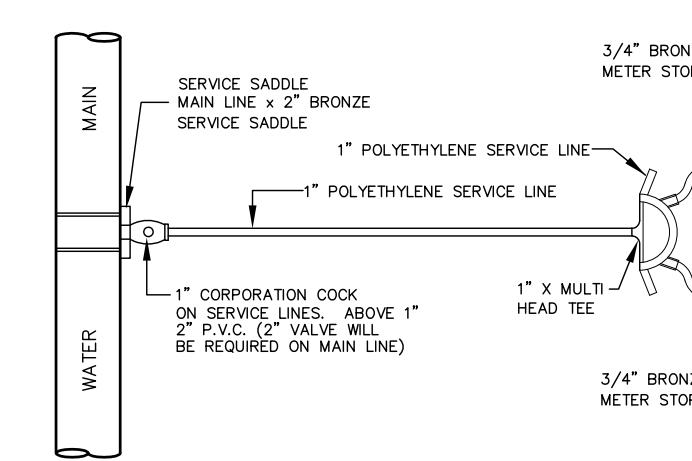 3/4" BRON
METER STO
SERVICE SADDLE
MAIN LINE x 2" BRONZE
SERVICE SADDLE
MAIN
1" POLYETHYLENE SERVICE LINE
1" POLYETHYLENE SERVICE LINE
1" CORPORATION COCK
ON SERVICE LINES. ABOVE 1"
2" P.V.C. (2" VALVE WILL
BE REQUIRED ON MAIN LINE)
1" X MULTI
HEAD TEE
WATER
3/4" BRONZ
METER STOP